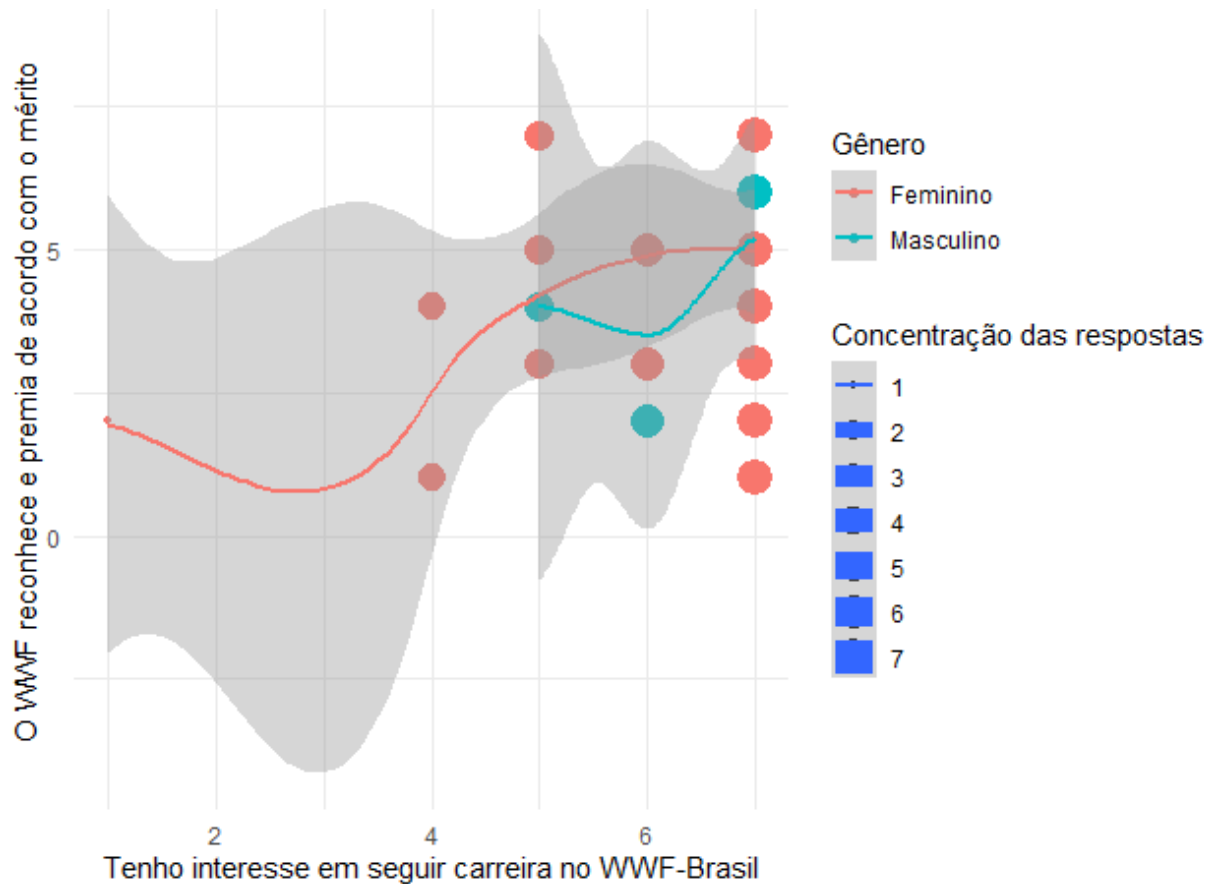 O WWF reconhece e premia de acordo com o mérito
5
0
2
4
6
Tenho interesse em seguir carreira no WWF-Brasil
Gênero
Feminino
Masculino
Concentração das respostas
1
2
3
4
5
6
7